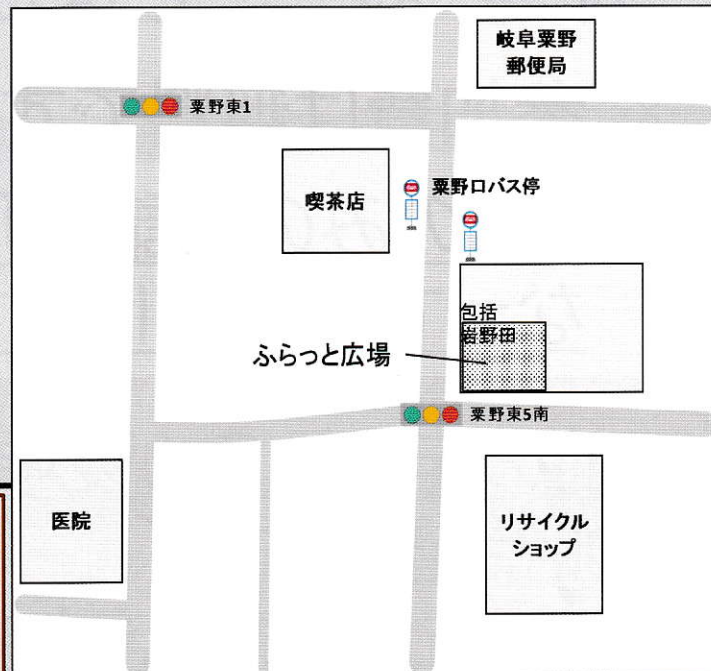 岐阜粟野
郵便局
粟野東1
喫茶店
粟野口バス停
包括
岩野田
ふらっと広場
粟野東5南
医院
リサイクル
ショップ